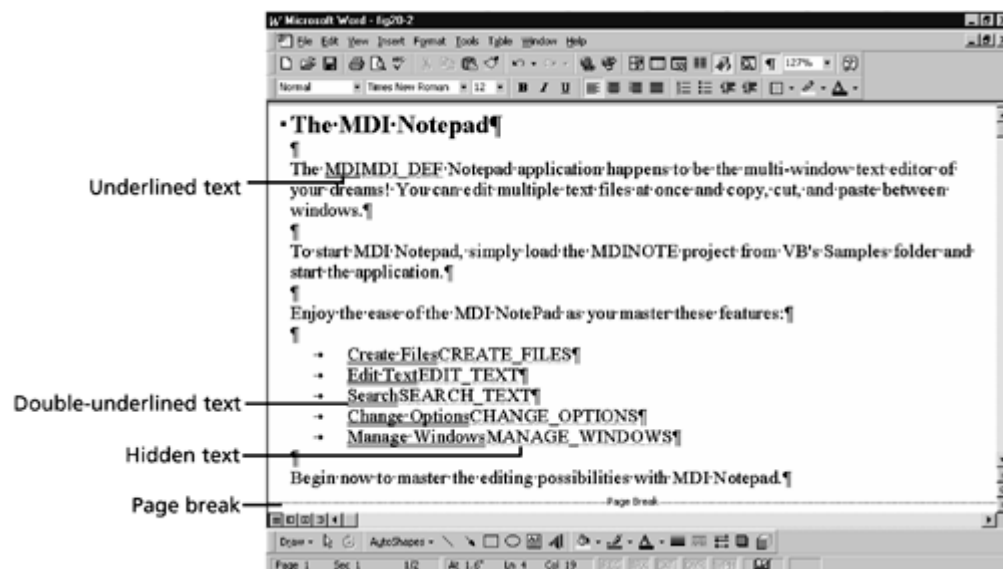 Microsoft Word - fig20-2
File Edit View Insert Format Tools Table Window Help
127%
Normal Times New Roman 12 B I U
The·MDI·Notepad¶
¶
The·MDIMDI_DEF·Notepad·application·happens·to·be·the·multi-window·text·editor·of·
Underlined text
your·dreams!·You·can·edit·multiple·text·files·at·once·and·copy,·cut,·and·paste·between·
windows.¶
¶
To·start·MDI·Notepad,·simply·load·the·MDINOTE·project·from·VB's·Samples·folder·and·
start·the·application.¶
¶
Enjoy·the·ease·of·the·MDI·NotePad·as·you·master·these·features:¶
¶
Create·FilesCREATE_FILES¶
Edit·TextEDIT_TEXT¶
SearchSEARCH_TEXT¶
Double-underlined text
Change·OptionsCHANGE_OPTIONS¶
Manage·WindowsMANAGE_WINDOWS¶
Hidden text
¶
Begin·now·to·master·the·editing·possibilities·with·MDI·Notepad.¶
Page break
Page Break
Draw AutoShapes
Page 1 Sec 1 1/2 At 1.6" Ln 4 Col 19